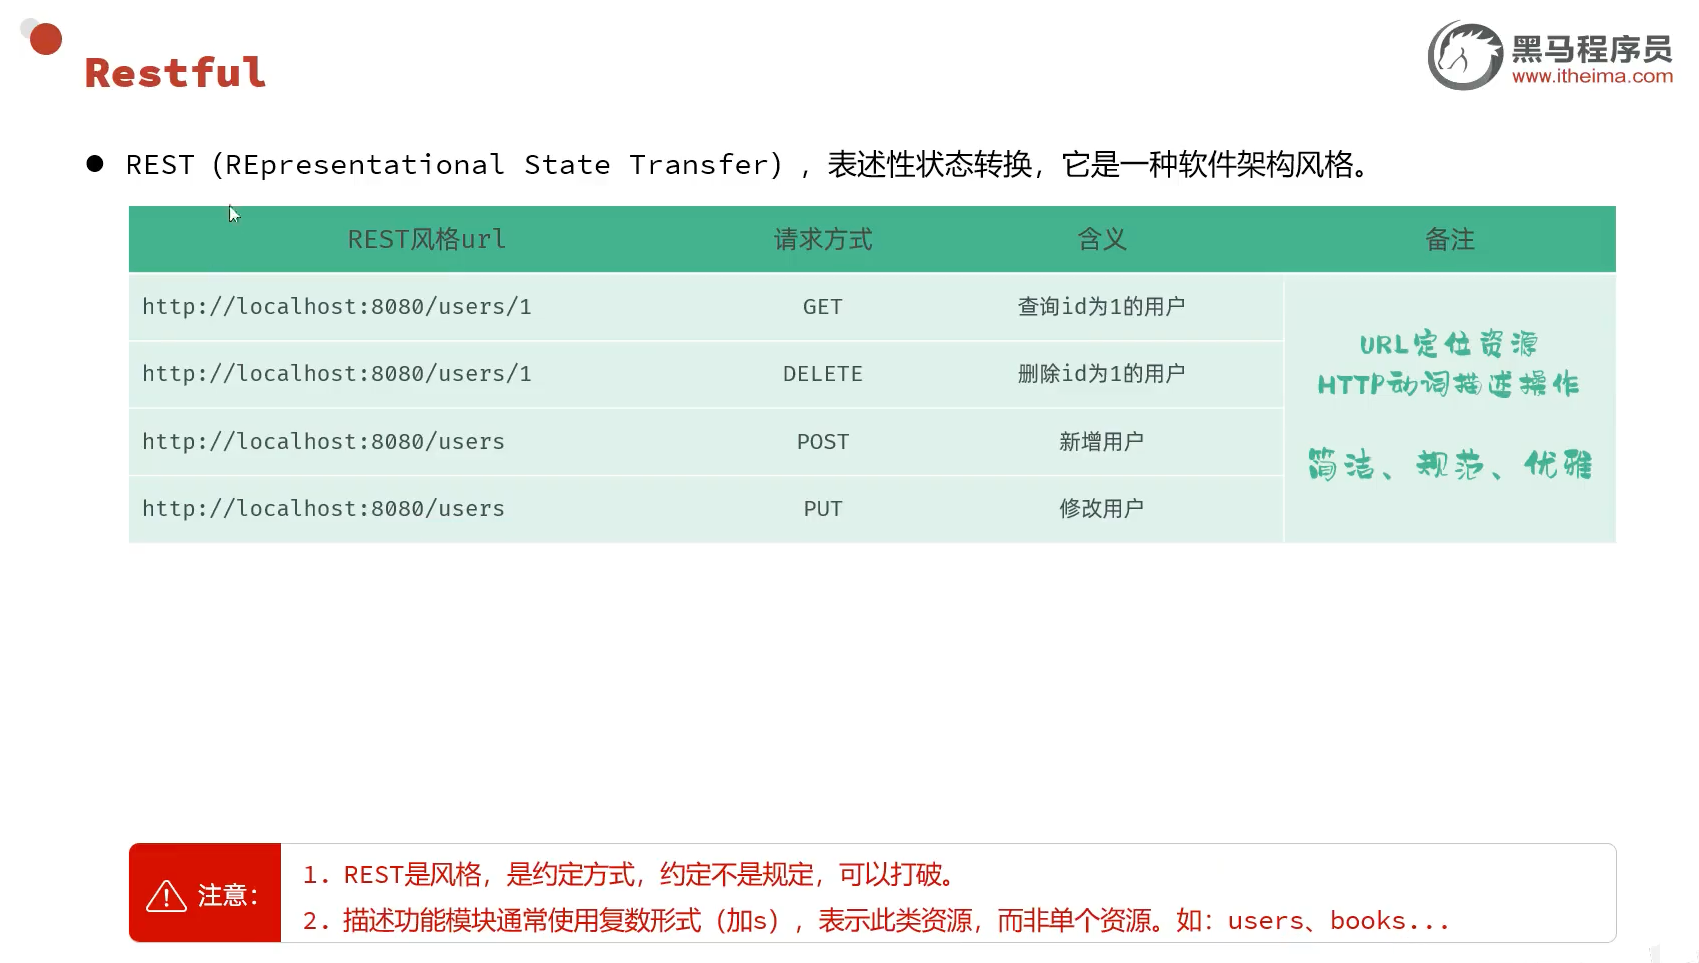 Restful
黑马程序员
www.itheima.com
REST（REpresentational State Transfer），表述性状态转换，它是一种软件架构风格。
REST风格url 请求方式 含义 备注
http://localhost:8080/users/1 GET 查询id为1的用户
http://localhost:8080/users/1 DELETE 删除id为1的用户
http://localhost:8080/users POST 新增用户
http://localhost:8080/users PUT 修改用户
URL定位资源
HTTP动词描述操作
简洁、规范、优雅
注意：
1. REST是风格，是约定方式，约定不是规定，可以打破。
2. 描述功能模块通常使用复数形式（加s），表示此类资源，而非单个资源。如：users、books...